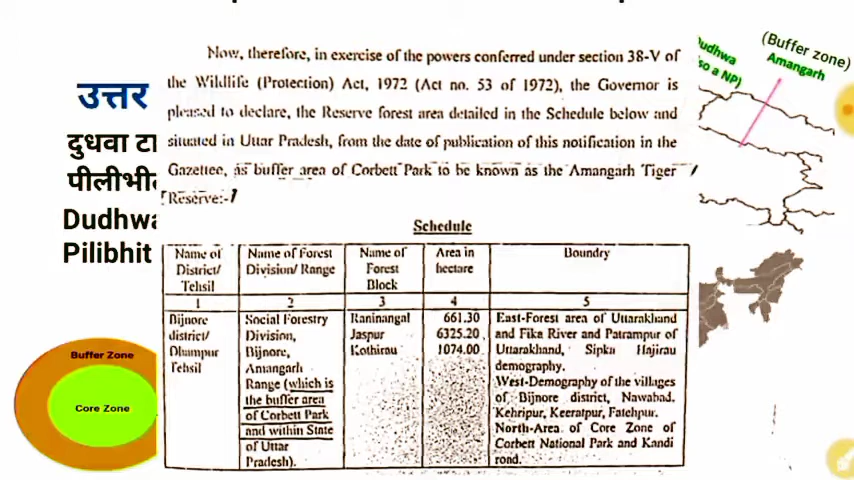 Now, therefore, in exercise of the powers conferred under section 38-V of
the Wildlife (Protection) Act, 1972 (Act no. 53 of 1972), the Governor is
pleased to declare, the Reserve forest area detailed in the Schedule below and
situated in Uttar Pradesh, from the date of publication of this notification in the
Gazettee, as buffer area of Corbett Park to be known as the Amangarh Tiger
Reserve:-
Schedule
Name of District/ Tehsil
Name of Forest Division/ Range
Name of Forest Block
Area in hectare
Boundry
1 2 3 4 5
Bijnore district/ Dhampur Tehsil
Social Forestry
Division,
Bijnore,
Amangarh
Range (which is
the buffer area
of Corbett Park
and within State
of Uttar
Pradesh).
Raninangal 661.30
Jaspur 6325.20
Kothirau 1074.00
East-Forest area of Uttarakhand
and Fika River and Patrampur of
Uttarakhand, Sipka Hajirau
demography.
West-Demography of the villages
of Bijnore district, Nawabad,
Kehripur, Keeratpur, Fatehpur.
North-Area of Core Zone of
Corbett National Park and Kandi
rond.
उत्तर
दुधवा टा
पीलीभी
Dudhwa
Pilibhit
Buffer Zone
Core Zone
Dudhwa
so a NP)
(Buffer zone)
Amangarh